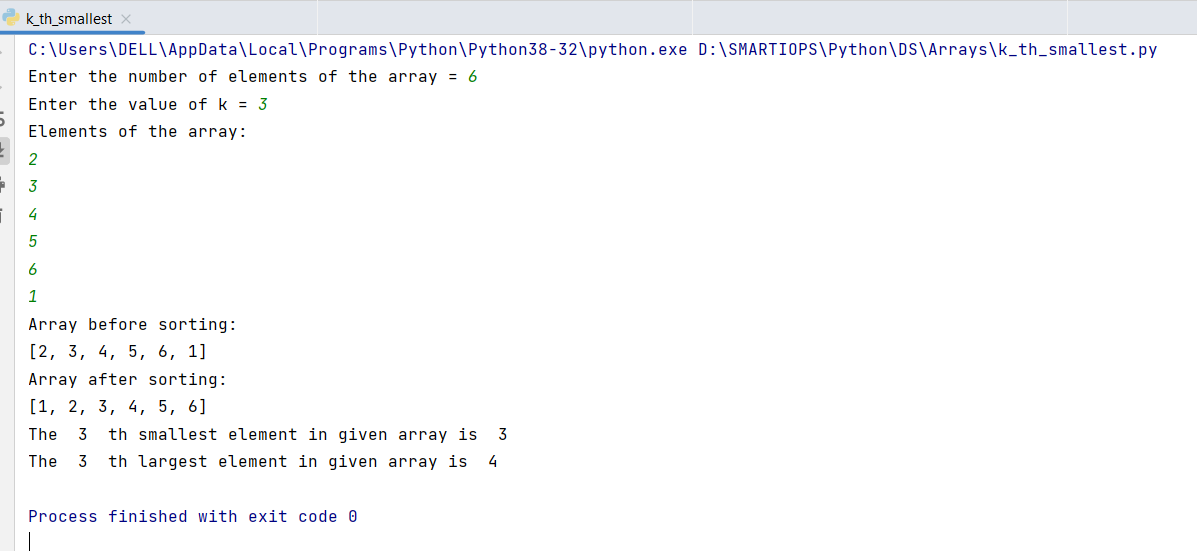 k_th_smallest
C:\Users\DELL\AppData\Local\Programs\Python\Python38-32\python.exe D:\SMARTIOPS\Python\DS\Arrays\k_th_smallest.py
Enter the number of elements of the array = 6
Enter the value of k = 3
Elements of the array:
2
3
4
5
6
1
Array before sorting:
[2, 3, 4, 5, 6, 1]
Array after sorting:
[1, 2, 3, 4, 5, 6]
The  3  th smallest element in given array is  3
The  3  th largest element in given array is  4
Process finished with exit code 0